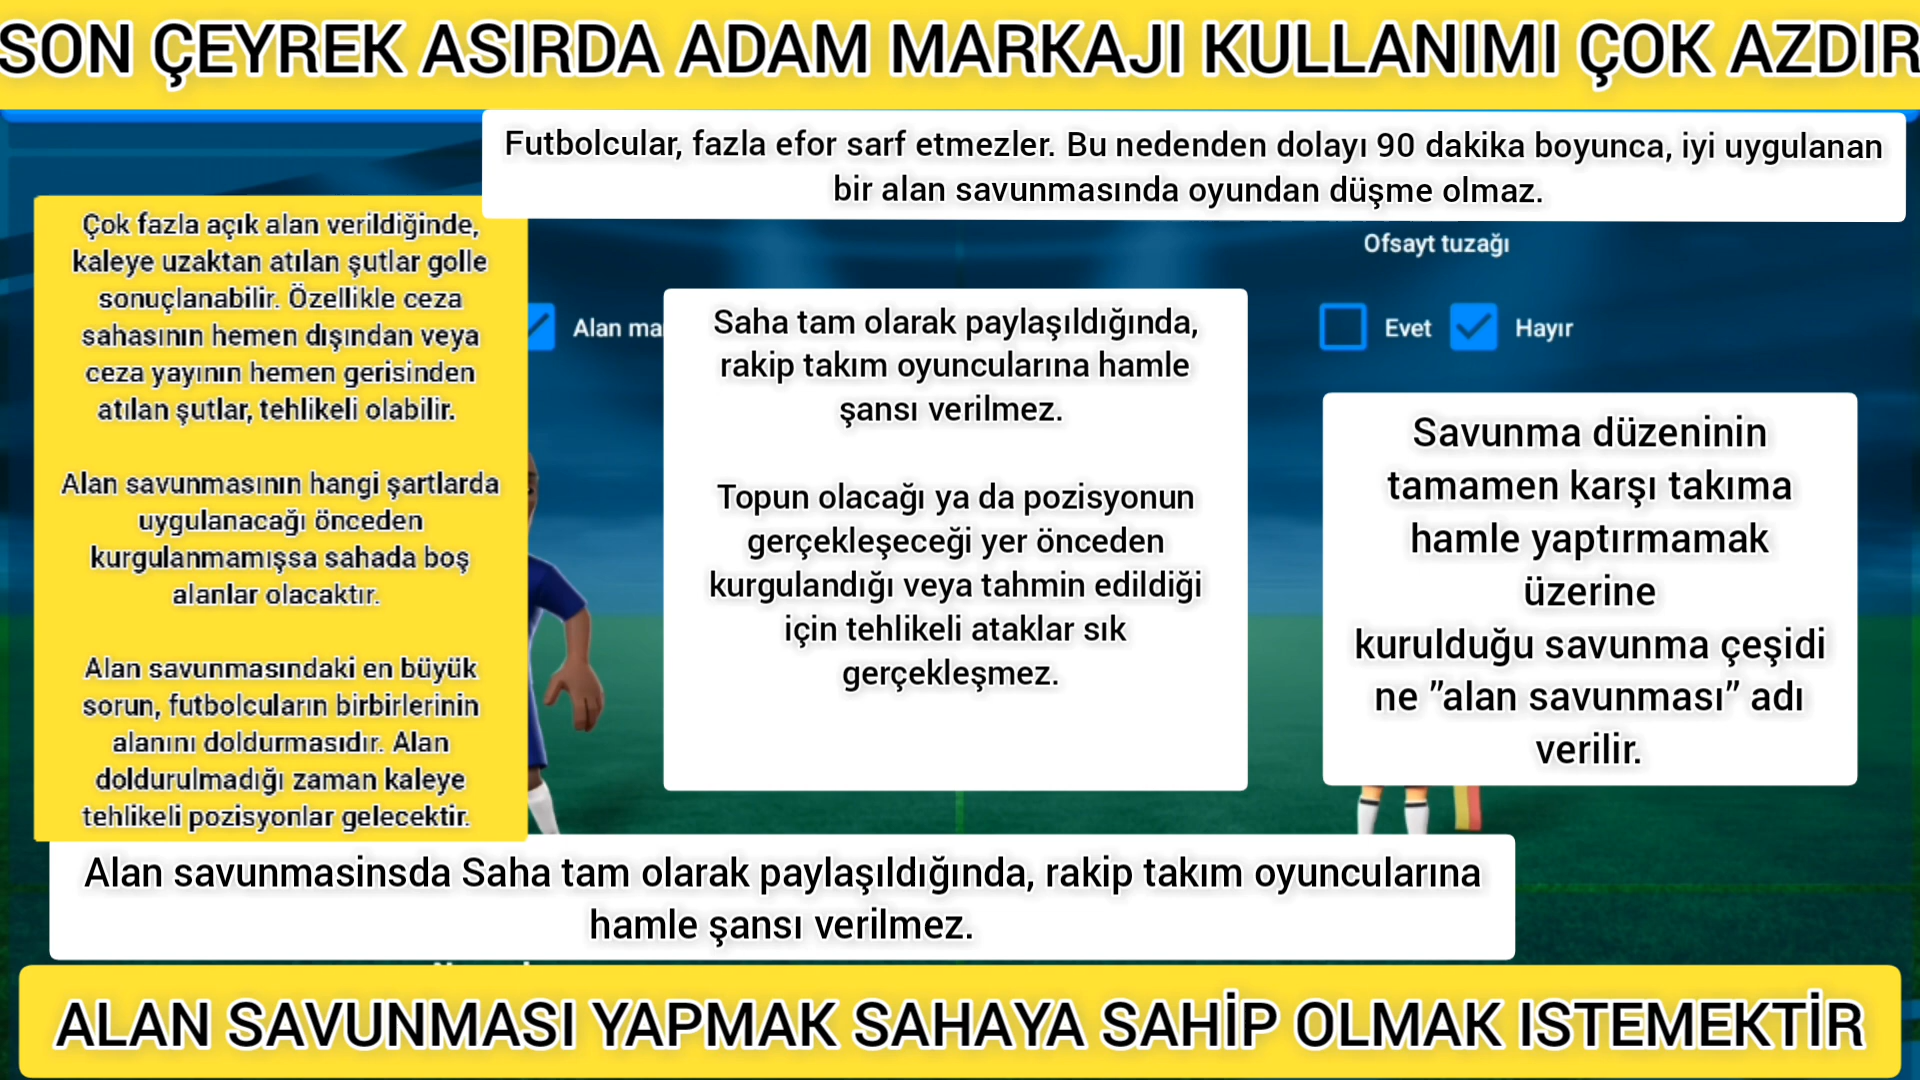 SON ÇEYREK ASIRDA ADAM MARKAJI KULLANIMI ÇOK AZDIR
Futbolcular, fazla efor sarf etmezler. Bu nedenden dolayı 90 dakika boyunca, iyi uygulanan
bir alan savunmasında oyundan düşme olmaz.
Çok fazla açık alan verildiğinde,
kaleye uzaktan atılan şutlar golle
sonuçlanabilir. Özellikle ceza
sahasının hemen dışından veya
ceza yayının hemen gerisinden
atılan şutlar, tehlikeli olabilir.
Alan savunmasının hangi şartlarda
uygulanacağı önceden
kurgulanmamışsa sahada boş
alanlar olacaktır.
Alan savunmasındaki en büyük
sorun, futbolcuların birbirlerinin
alanını doldurmasıdır. Alan
doldurulmadığı zaman kaleye
tehlikeli pozisyonlar gelecektir.
Alan ma
Saha tam olarak paylaşıldığında,
rakip takım oyuncularına hamle
şansı verilmez.
Topun olacağı ya da pozisyonun
gerçekleşeceği yer önceden
kurgulandığı veya tahmin edildiği
için tehlikeli ataklar sık
gerçekleşmez.
Ofsayt tuzağı
Evet Hayır
Savunma düzeninin
tamamen karşı takıma
hamle yaptırmamak
üzerine
kurulduğu savunma çeşidi
ne ”alan savunması” adı
verilir.
Alan savunmasinsda Saha tam olarak paylaşıldığında, rakip takım oyuncularına
hamle şansı verilmez.
ALAN SAVUNMASI YAPMAK SAHAYA SAHİP OLMAK ISTEMEKTİR